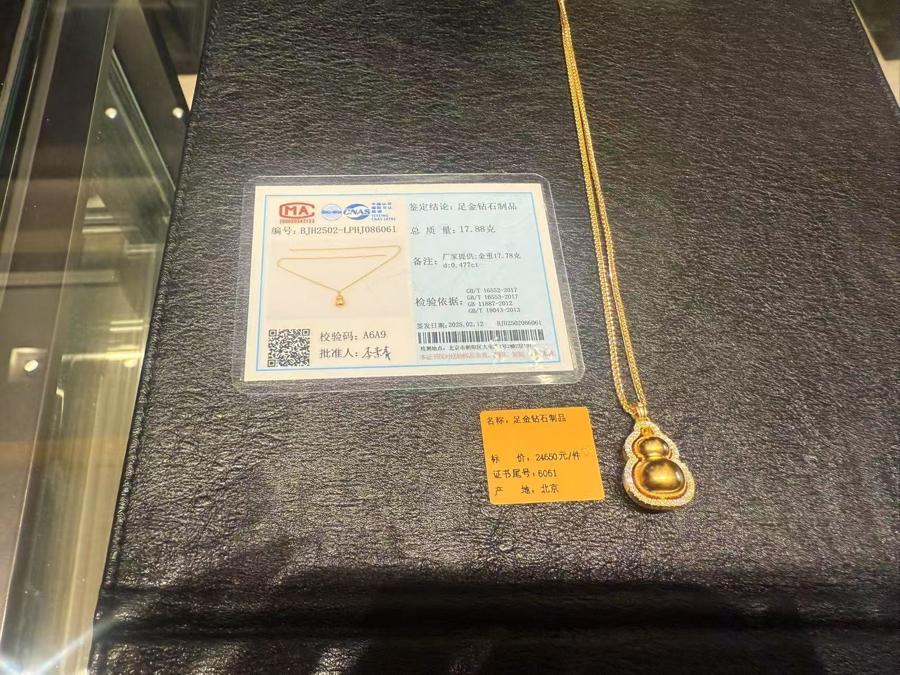 CMA
CNAS
鉴定结论：足金钻石制品
编号：BJH2502-LPHJ086061
总 质 量：17.88克
备注：厂家提供:金重17.78克
d:0.477ct
检验依据：
GB/T 16552-2017
GB/T 16553-2017
GB 11887-2012
GB/T 18043-2013
签发日期:2025.02.12 BJH2502086061
校验码：A6A9
批准人：
名称：足金钻石制品
标 价：24650元/件
证书尾号：6061
产 地：北京